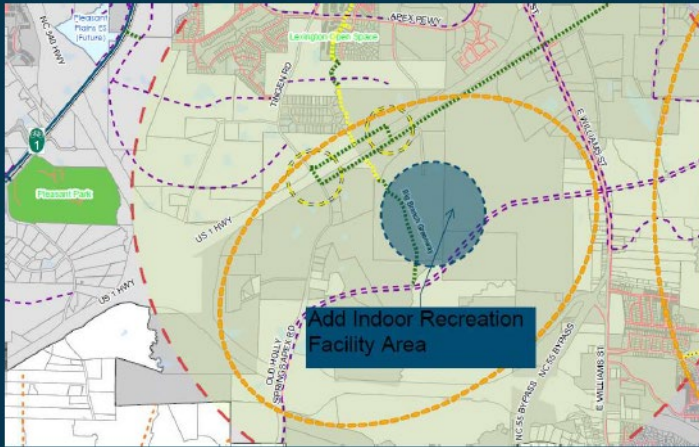 Pleasant
Plains ES
(Future)
NC 540 HWY
APEX PKWY
Lexington Open Space
TINGEN RD
E WILLIAMS ST
1
Pleasant Park
US 1 HWY
Big Branch Greenway
US 1 HWY
Add Indoor Recreation
Facility Area
OLD HOLLY
SPRINGS APEX RD
NC 55 BYPASS
NC 55 BYPASS
E WILLIAMS ST